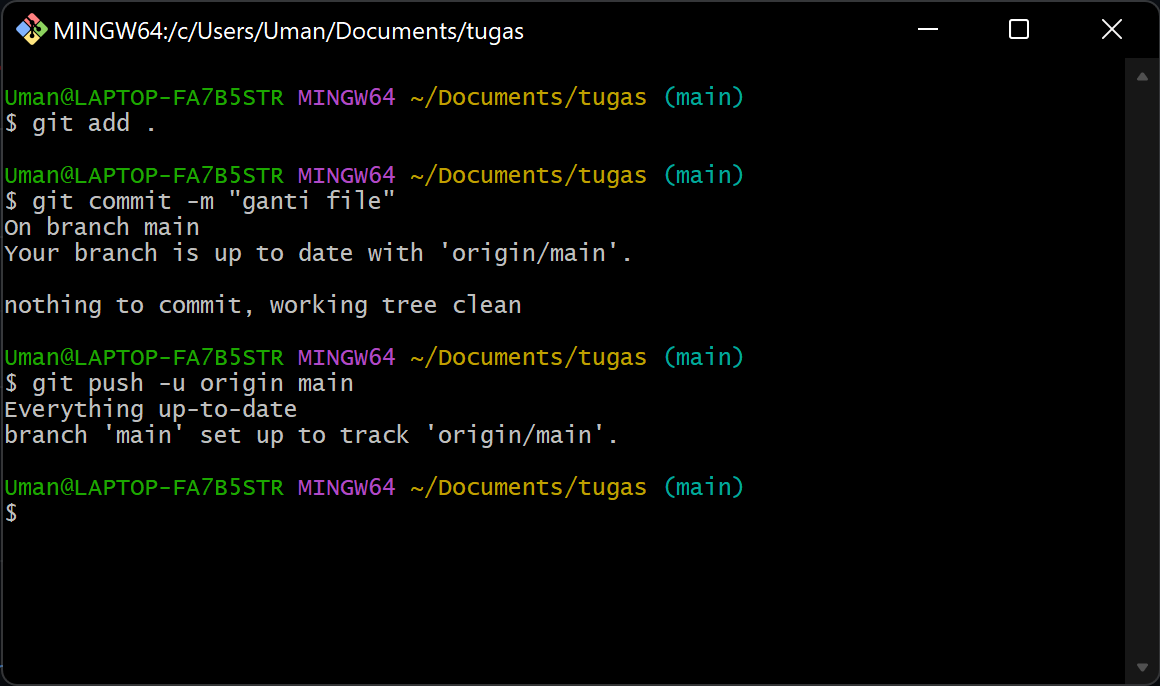 MINGW64:/c/Users/Uman/Documents/tugas
Uman@LAPTOP-FA7B5STR MINGW64 ~/Documents/tugas (main)
$ git add .
Uman@LAPTOP-FA7B5STR MINGW64 ~/Documents/tugas (main)
$ git commit -m "ganti file"
On branch main
Your branch is up to date with 'origin/main'.
nothing to commit, working tree clean
Uman@LAPTOP-FA7B5STR MINGW64 ~/Documents/tugas (main)
$ git push -u origin main
Everything up-to-date
branch 'main' set up to track 'origin/main'.
Uman@LAPTOP-FA7B5STR MINGW64 ~/Documents/tugas (main)
$